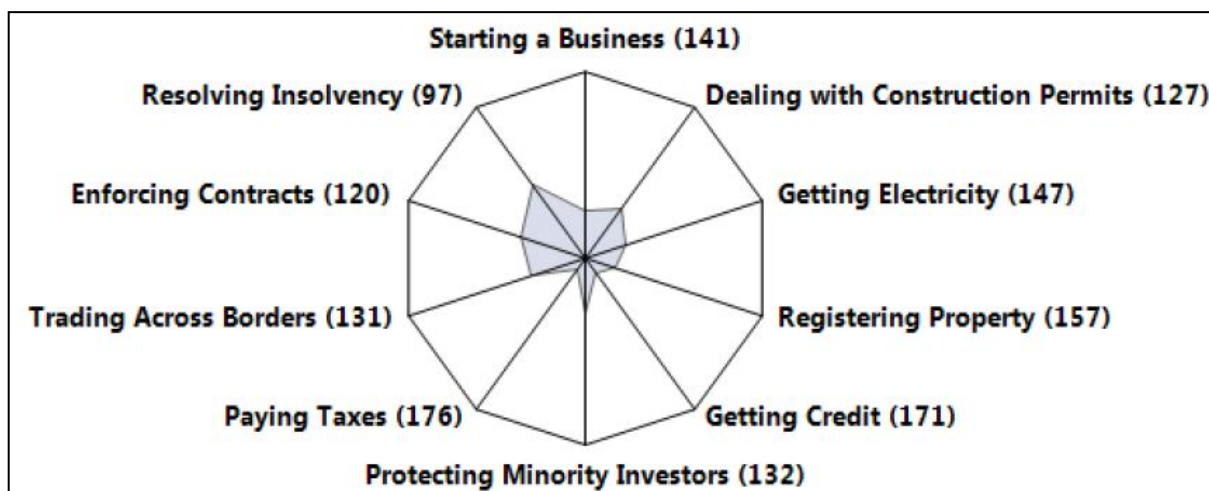 Starting a Business (141)
Resolving Insolvency (97)
Dealing with Construction Permits (127)
Enforcing Contracts (120)
Getting Electricity (147)
Trading Across Borders (131)
Registering Property (157)
Paying Taxes (176)
Getting Credit (171)
Protecting Minority Investors (132)